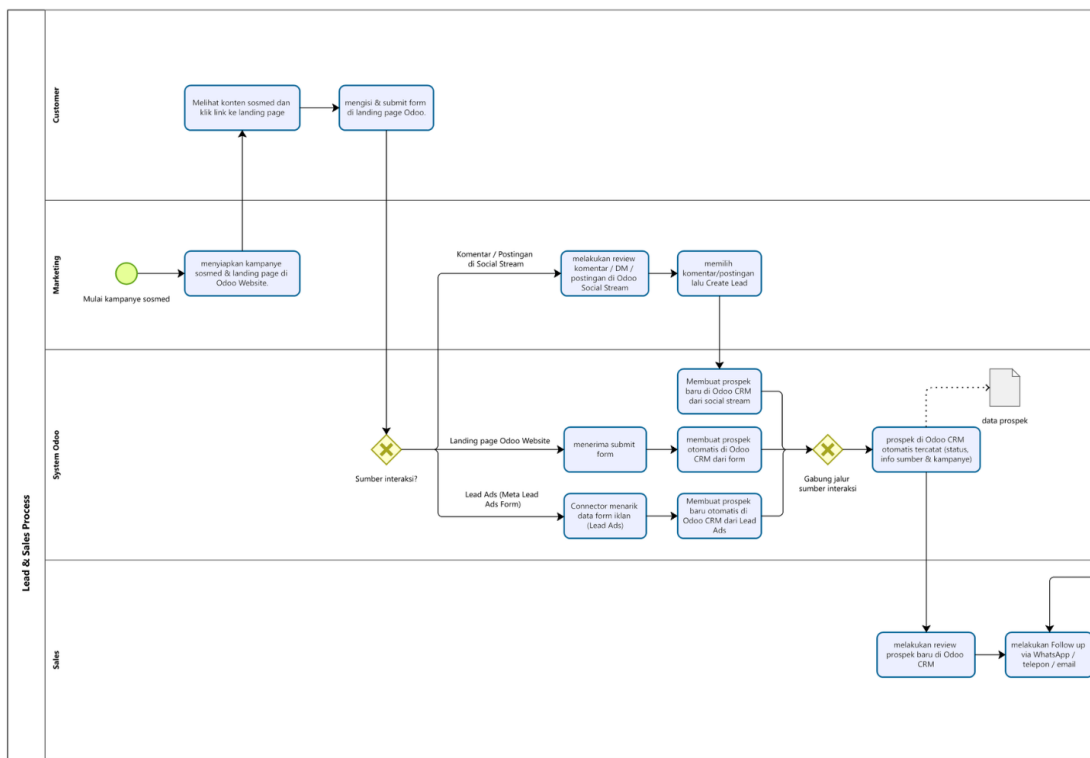 Lead & Sales Process
Customer
Melihat konten sosmed dan
klik link ke landing page
mengisi & submit form
di landing page Odoo.
Marketing
Mulai kampanye sosmed
menyiapkan kampanye
sosmed & landing page di
Odoo Website.
Komentar / Postingan
di Social Stream
melakukan review
komentar / DM /
postingan di Odoo
Social Stream
memilih
komentar/postingan
lalu Create Lead
System Odoo
Sumber interaksi?
Membuat prospek
baru di Odoo CRM
dari social stream
Landing page Odoo Website
menerima submit
form
membuat prospek
otomatis di Odoo
CRM dari form
Lead Ads (Meta Lead
Ads Form)
Connector menarik
data form iklan
(Lead Ads)
Membuat prospek
baru otomatis di
Odoo CRM dari Lead
Ads
Gabung jalur
sumber interaksi
prospek di Odoo CRM
otomatis tercatat (status,
info sumber & kampanye)
data prospek
Sales
melakukan review
prospek baru di Odoo
CRM
melakukan Follow up
via WhatsApp /
telepon / email